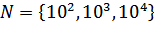 N = {10², 10³, 10⁴}